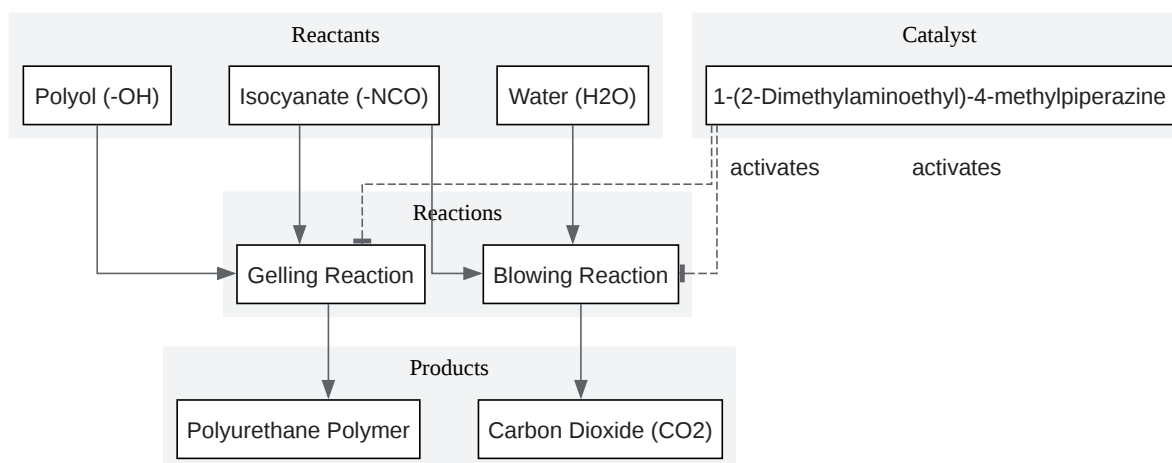 Reactants
Catalyst
Polyol (-OH)
Isocyanate (-NCO)
Water (H2O)
1-(2-Dimethylaminoethyl)-4-methylpiperazine
activates
activates
Reactions
Gelling Reaction
Blowing Reaction
Products
Polyurethane Polymer
Carbon Dioxide (CO2)